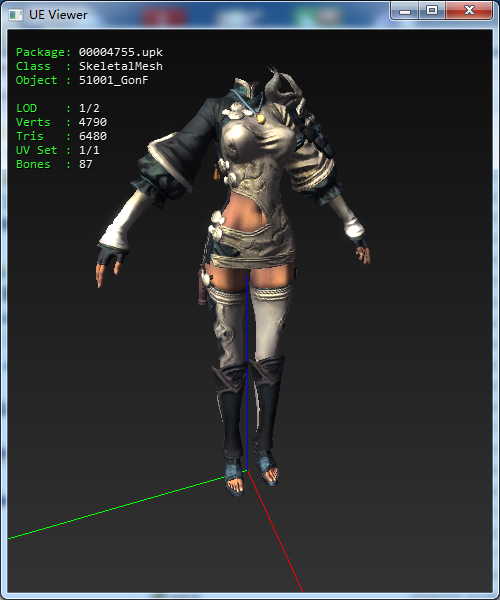 UE Viewer
Package: 00004755.upk
Class : SkeletalMesh
Object : 51001_GonF
LOD : 1/2
Verts : 4790
Tris : 6480
UV Set : 1/1
Bones : 87